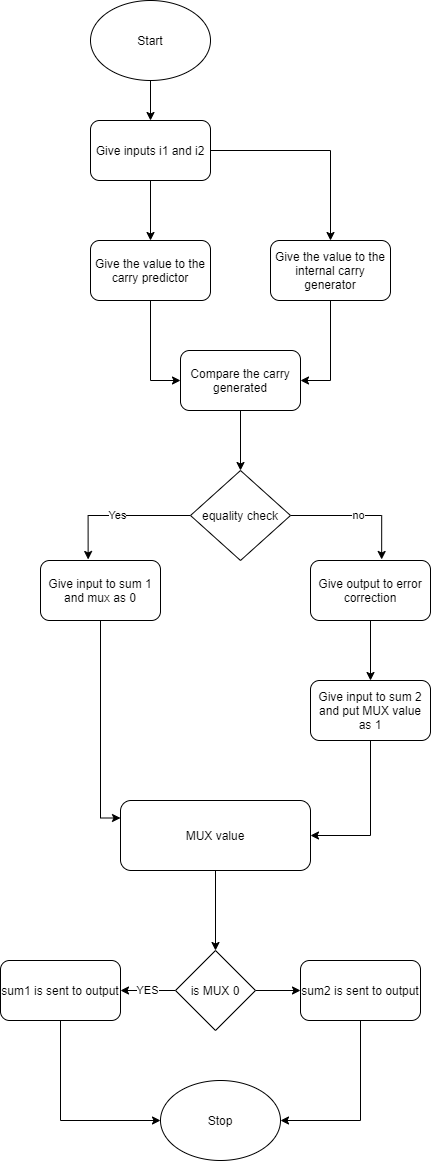 Start
Give inputs i1 and i2
Give the value to the
carry predictor
Give the value to the
internal carry
generator
Compare the carry
generated
equality check
Yes
no
Give input to sum 1
and mux as 0
Give output to error
correction
Give input to sum 2
and put MUX value
as 1
MUX value
is MUX 0
YES
sum1 is sent to output
sum2 is sent to output
Stop